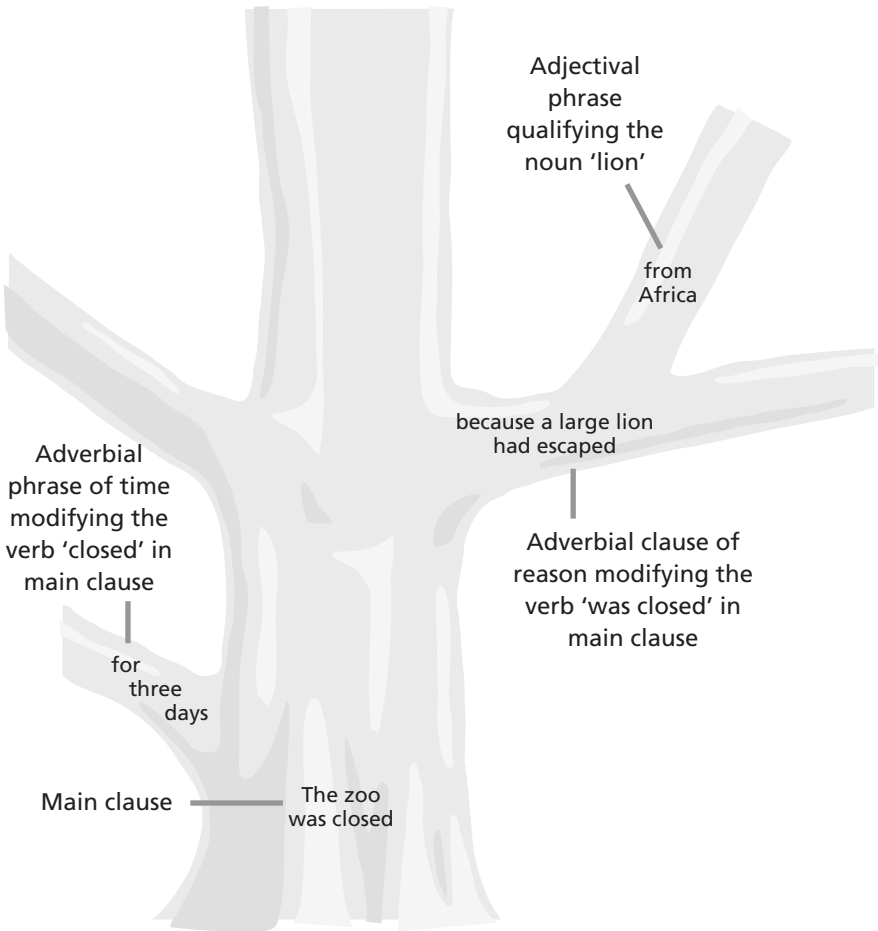 Adjectival
phrase
qualifying the
noun ‘lion’
from
Africa
because a large lion
had escaped
Adverbial
phrase of time
modifying the
verb ‘closed’ in
main clause
Adverbial clause of
reason modifying the
verb ‘was closed’ in
main clause
for
three
days
Main clause
The zoo
was closed